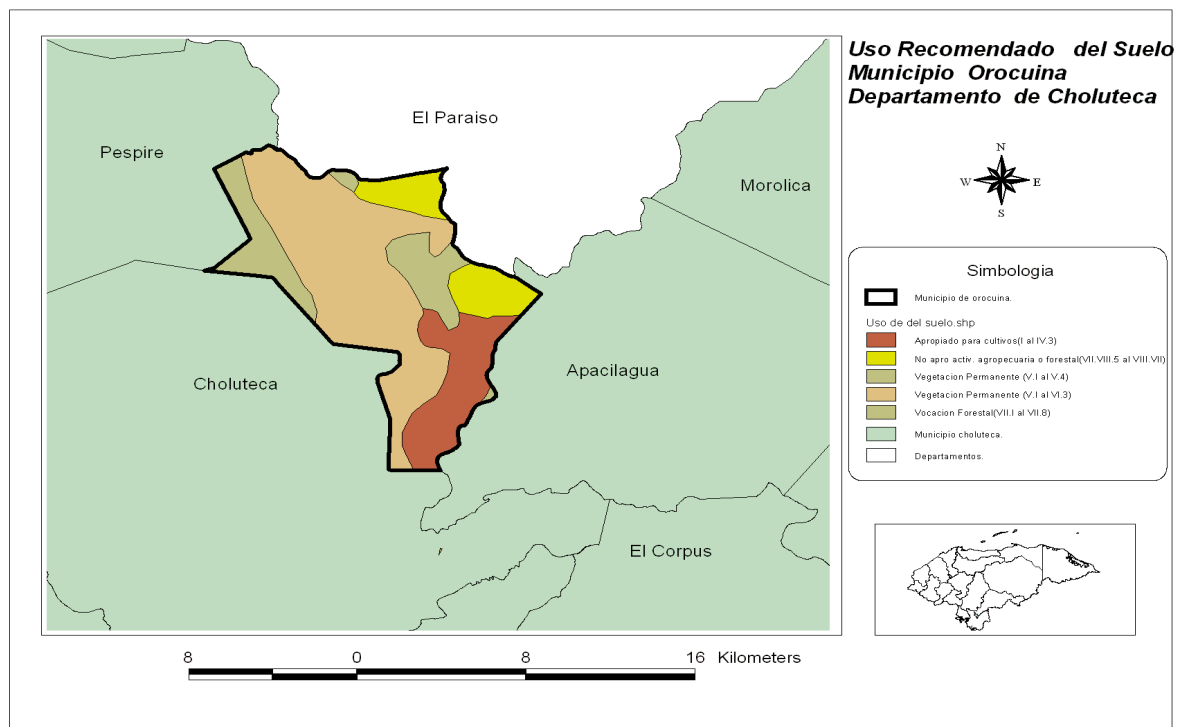 Uso Recomendado del Suelo
Municipio Orocuina
Departamento de Choluteca
El Paraiso
Pespire
Morolica
Choluteca
Apacilagua
El Corpus
N
W E
S
Simbologia
Municipio de orocuina.
Uso de del suelo.shp
Apropiado para cultivos(I al IV.3)
No apro activ. agropecuaria o forestal(VII.VIII.5 al VIII.VII)
Vegetacion Permanente (V.I al V.4)
Vegetacion Permanente (V.I al VI.3)
Vocacion Forestal(VII.I al VII.8)
Municipio choluteca.
Departamentos.
8 0 8 16 Kilometers